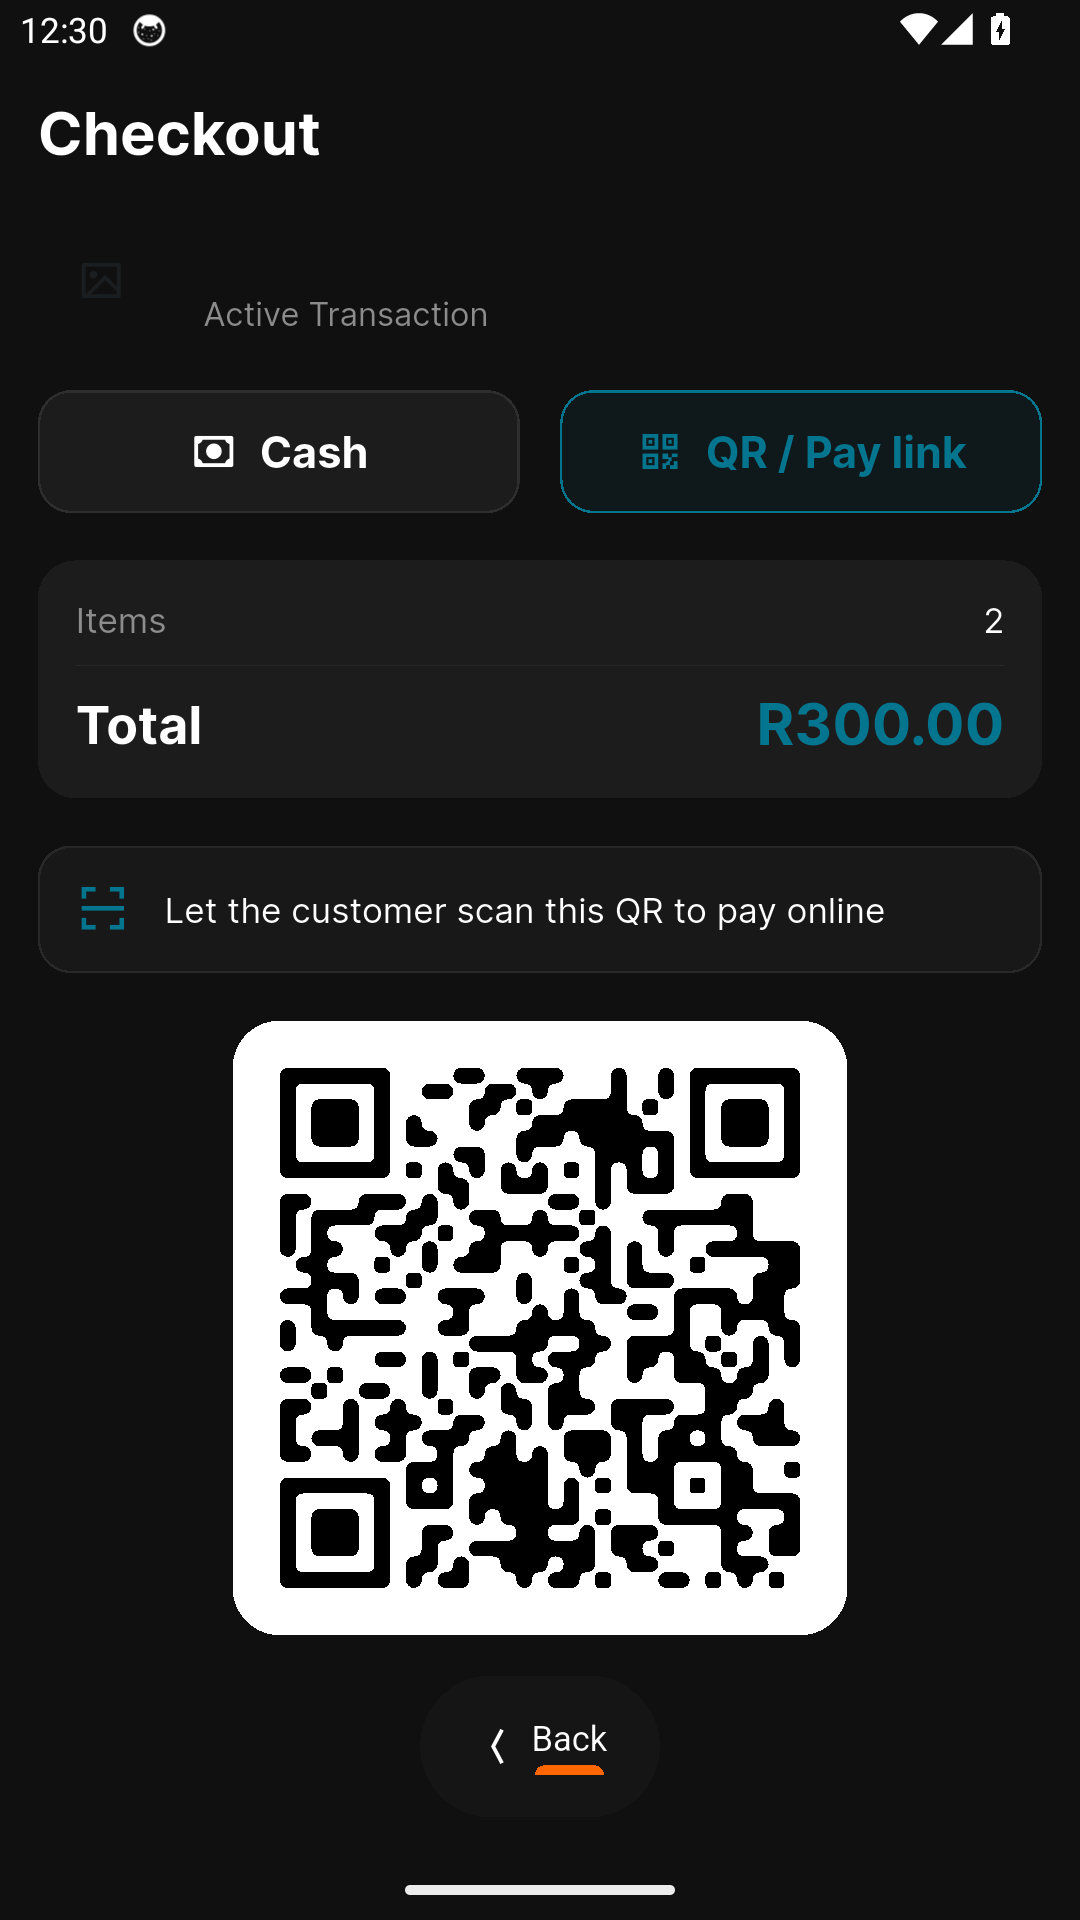 12:30
Checkout
Active Transaction
Cash
QR / Pay link
Items 2
Total R300.00
Let the customer scan this QR to pay online
Back